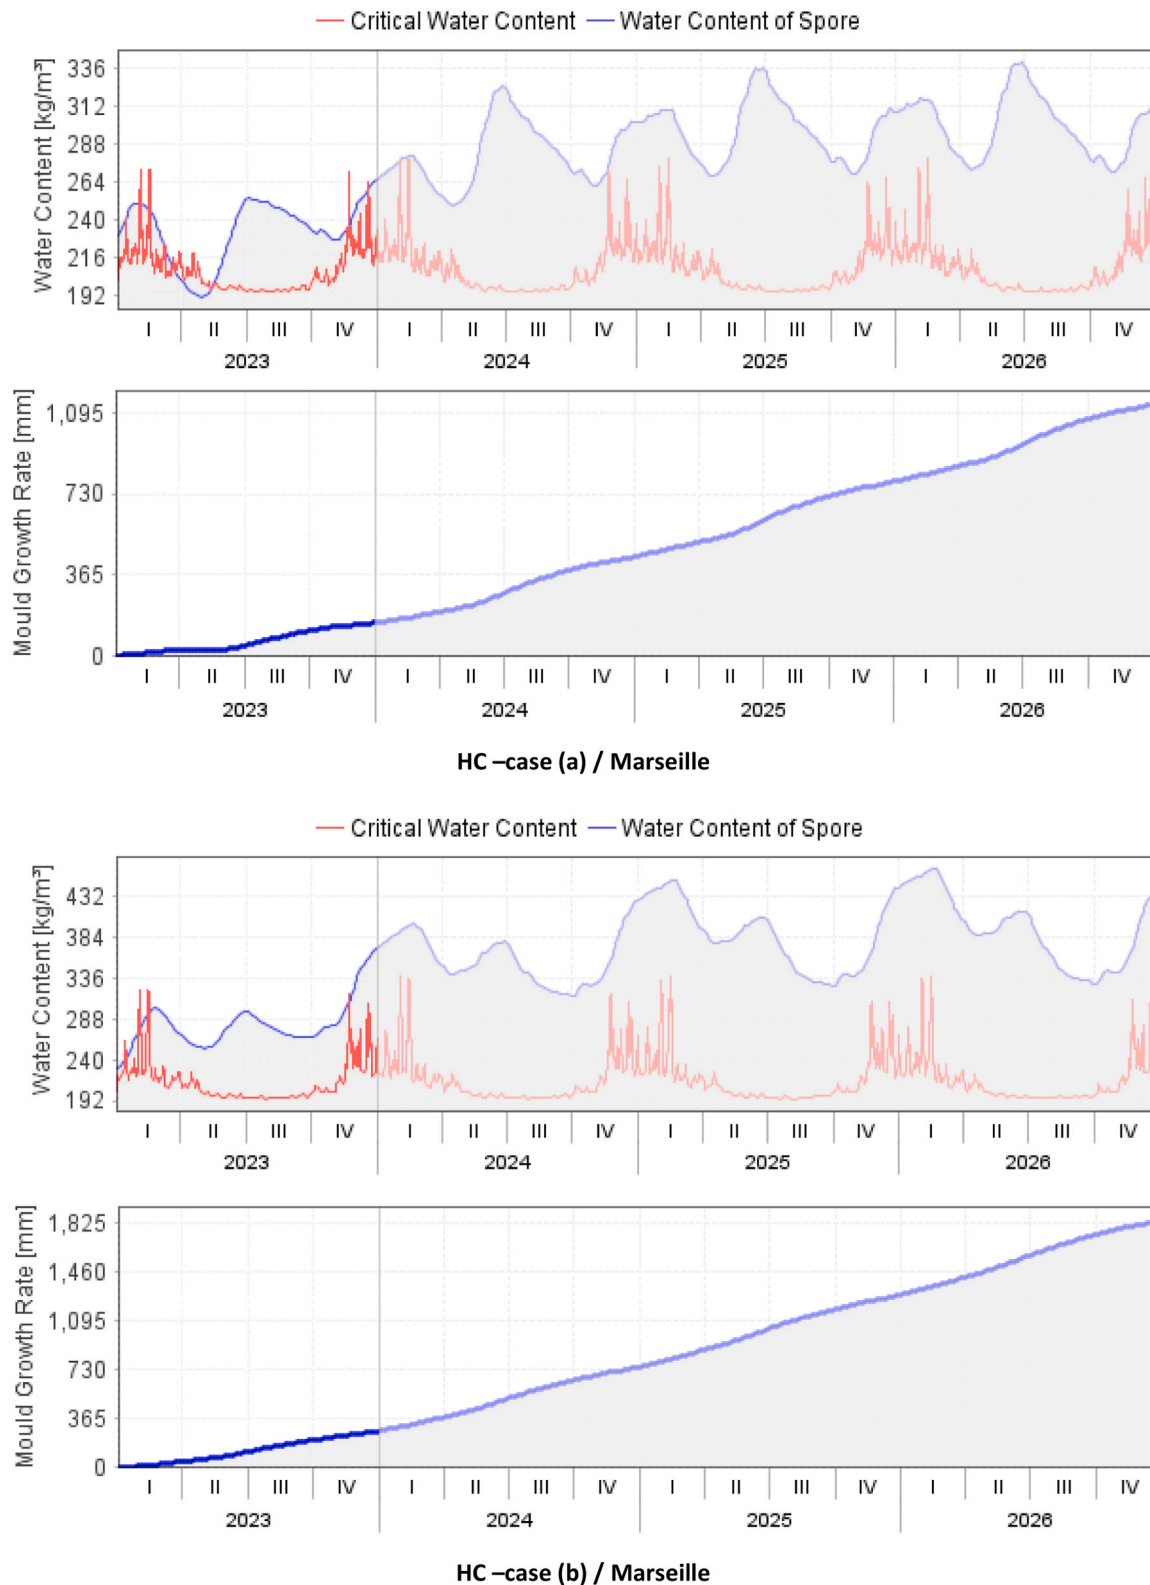 Critical Water Content Water Content of Spore
Water Content [kg/m³]
336
312
288
264
240
216
192
I II III IV I II III IV I II III IV I II III IV
2023 2024 2025 2026
Mould Growth Rate [mm]
1,095
730
365
0
I II III IV I II III IV I II III IV I II III IV
2023 2024 2025 2026
HC –case (a) / Marseille
Critical Water Content Water Content of Spore
Water Content [kg/m³]
432
384
336
288
240
192
I II III IV I II III IV I II III IV I II III IV
2023 2024 2025 2026
Mould Growth Rate [mm]
1,825
1,460
1,095
730
365
0
I II III IV I II III IV I II III IV I II III IV
2023 2024 2025 2026
HC –case (b) / Marseille